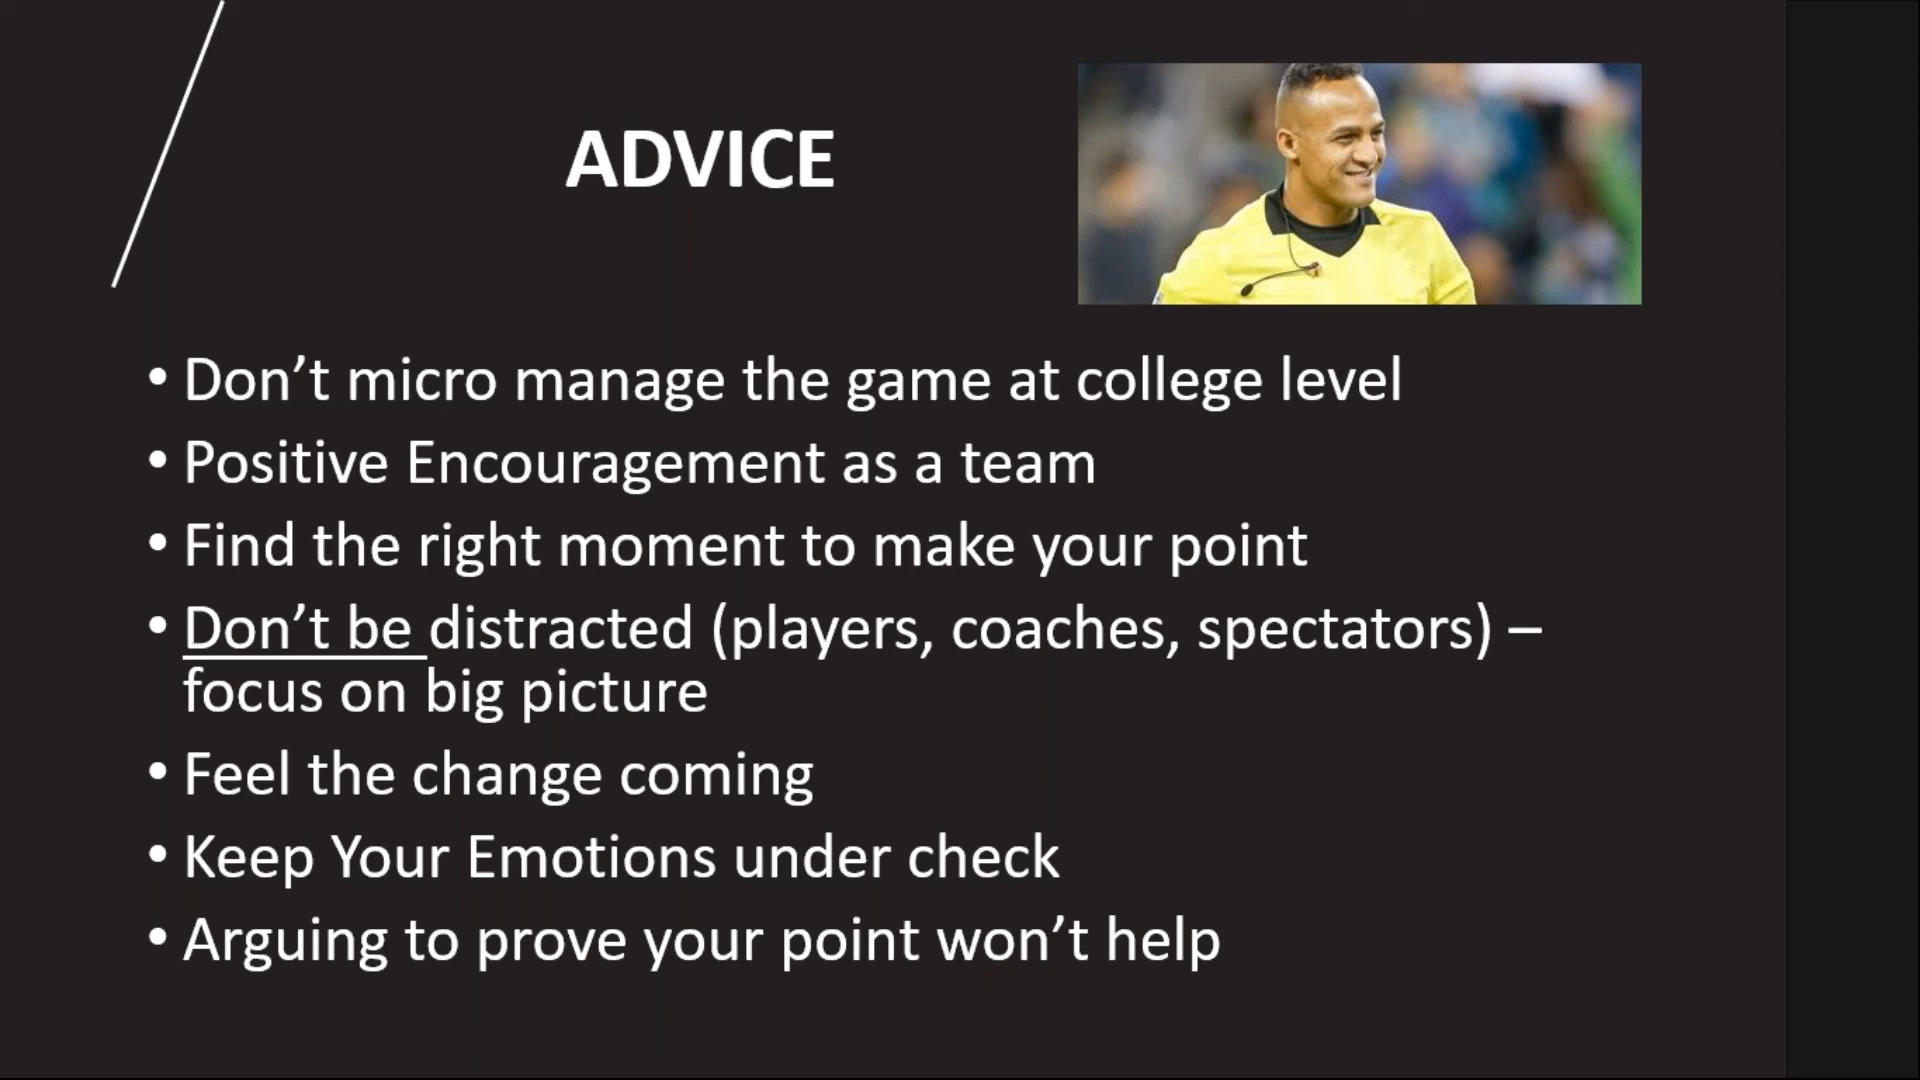 ADVICE
• Don’t micro manage the game at college level
• Positive Encouragement as a team
• Find the right moment to make your point
• Don’t be distracted (players, coaches, spectators) –
focus on big picture
• Feel the change coming
• Keep Your Emotions under check
• Arguing to prove your point won’t help